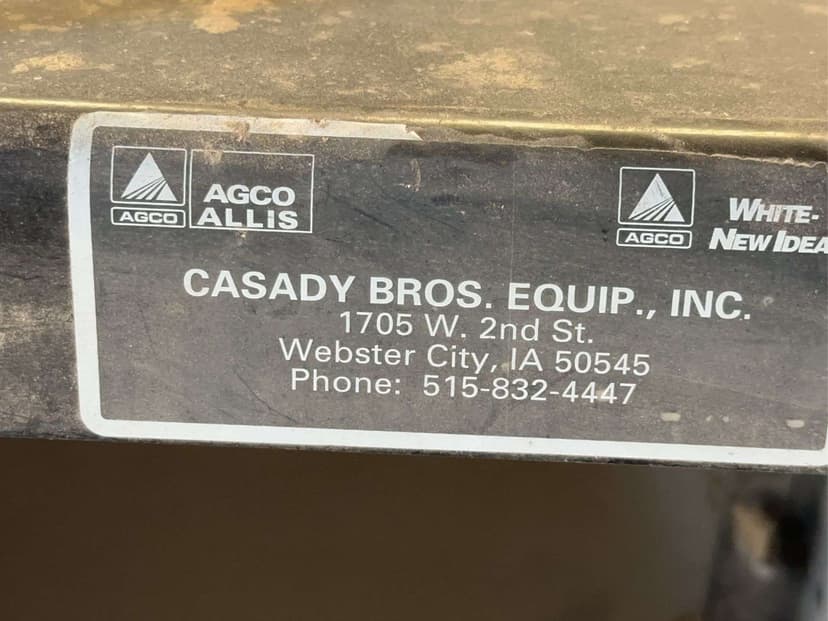 AGCO
AGCO
ALLIS
AGCO
WHITE-
NEW IDEA
CASADY BROS. EQUIP., INC.
1705 W. 2nd St.
Webster City, IA 50545
Phone: 515-832-4447